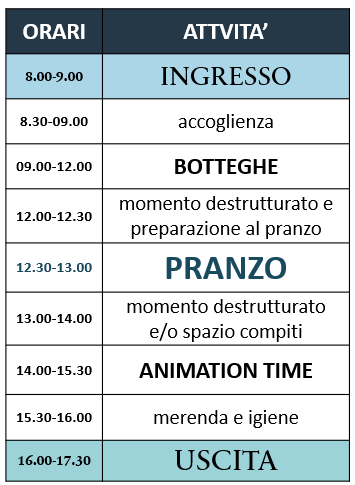 ORARI ATTVITA'
8.00-9.00 INGRESSO
8.30-09.00 accoglienza
09.00-12.00 BOTTEGHE
12.00-12.30 momento destrutturato e
preparazione al pranzo
12.30-13.00 PRANZO
13.00-14.00 momento destrutturato
e/o spazio compiti
14.00-15.30 ANIMATION TIME
15.30-16.00 merenda e igiene
16.00-17.30 USCITA